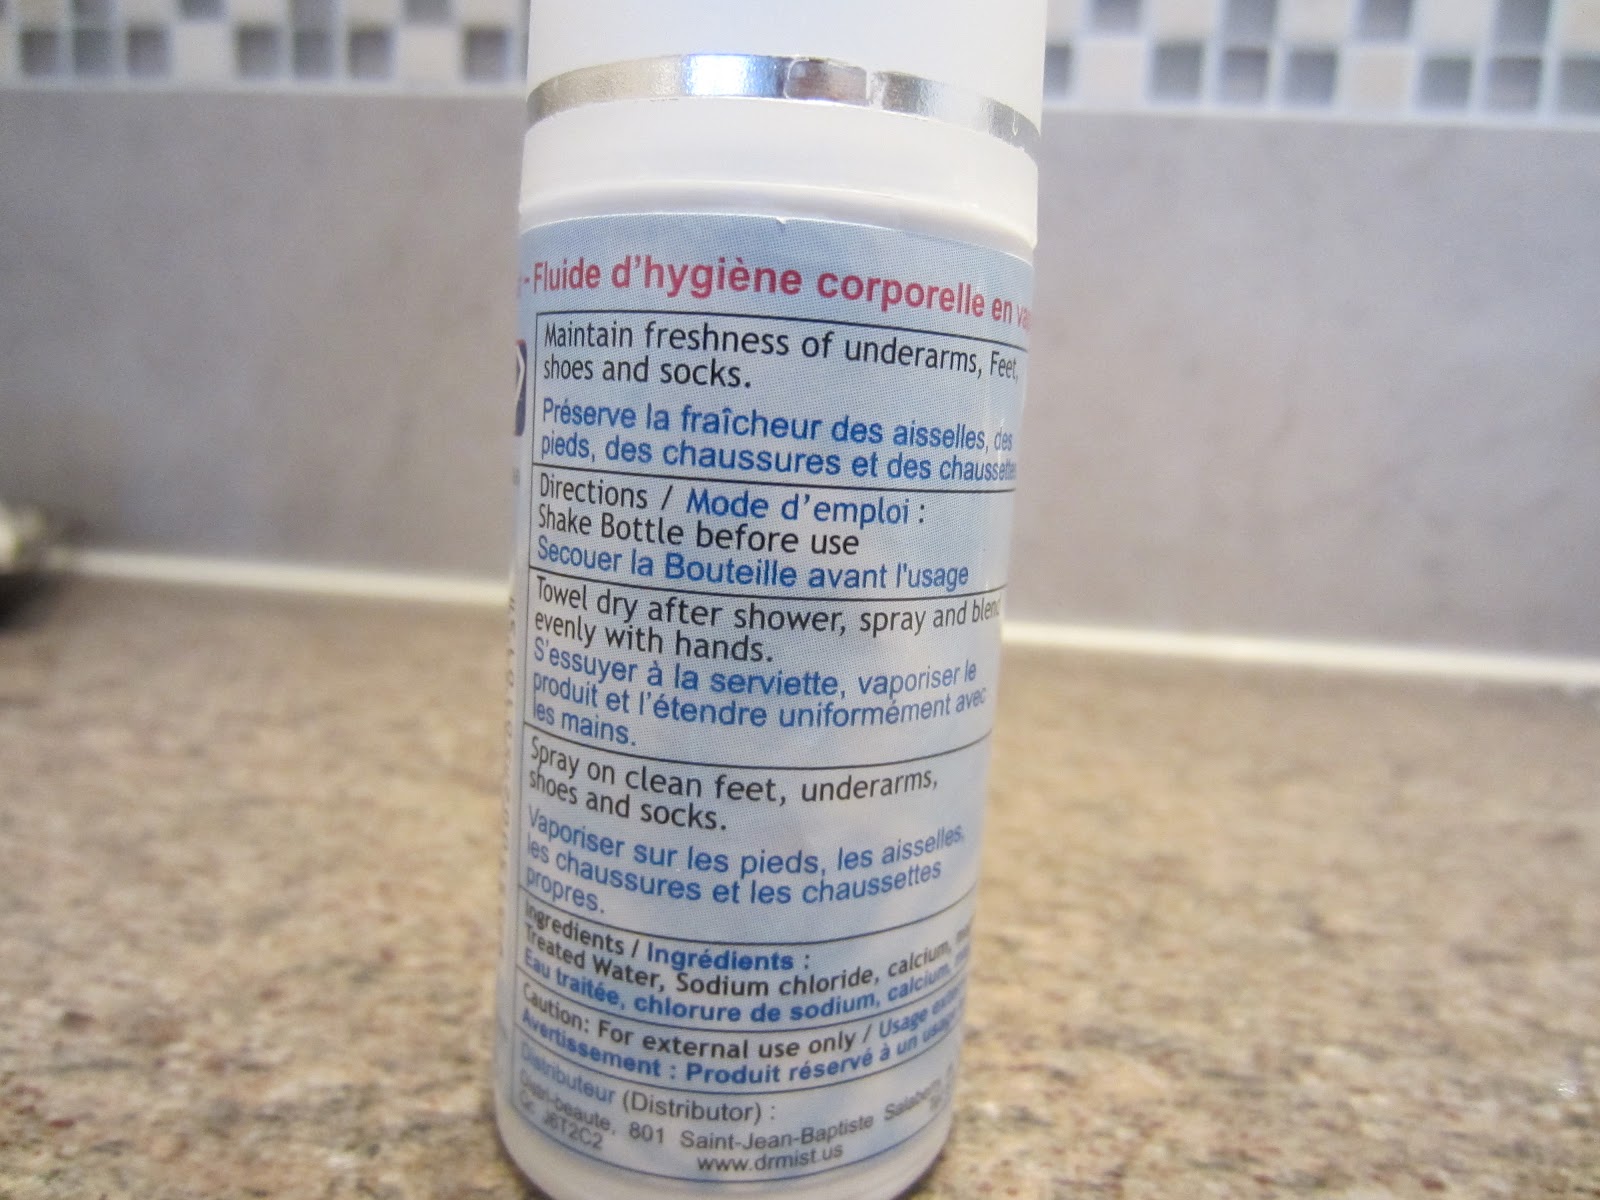 - Fluide d'hygiène corporelle en
Maintain freshness of underarms, Feet,
shoes and socks.
Préserve la fraîcheur des aisselles, des
pieds, des chaussures et des
Directions / Mode d'emploi :
Shake Bottle before use
Secouer la Bouteille avant l'usage
Towel dry after shower, spray and blend
evenly with hands.
S'essuyer à la serviette, vaporiser le
produit et l'étendre uniformément avec
les mains.
Spray on clean feet, underarms,
shoes and socks.
Vaporiser sur les pieds, les aisselles,
les chaussures et les chaussettes
propres.
Ingredients / Ingrédients :
Treated Water, Sodium chloride, calcium,
Eau traitée, chlorure de sodium, calcium,
Caution: For external use only / Usage
Avertissement : Produit réservé à un
Distributeur (Distributor) :
801 Saint-Jean-Baptiste
Qc J6T2C2
www.drmist.us